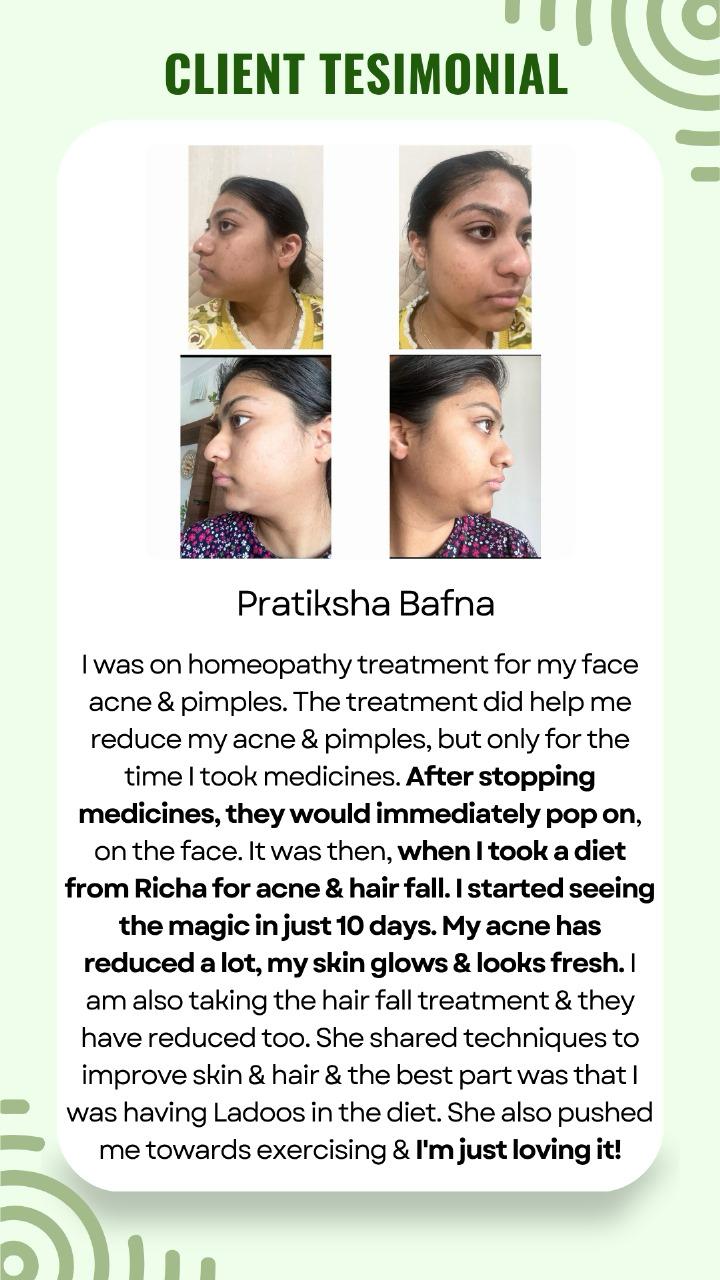 CLIENT TESIMONIAL
Pratiksha Bafna
I was on homeopathy treatment for my face
acne & pimples. The treatment did help me
reduce my acne & pimples, but only for the
time I took medicines. After stopping
medicines, they would immediately pop on,
on the face. It was then, when I took a diet
from Richa for acne & hair fall. I started seeing
the magic in just 10 days. My acne has
reduced a lot, my skin glows & looks fresh. I
am also taking the hair fall treatment & they
have reduced too. She shared techniques to
improve skin & hair & the best part was that I
was having Ladoos in the diet. She also pushed
me towards exercising & I'm just loving it!